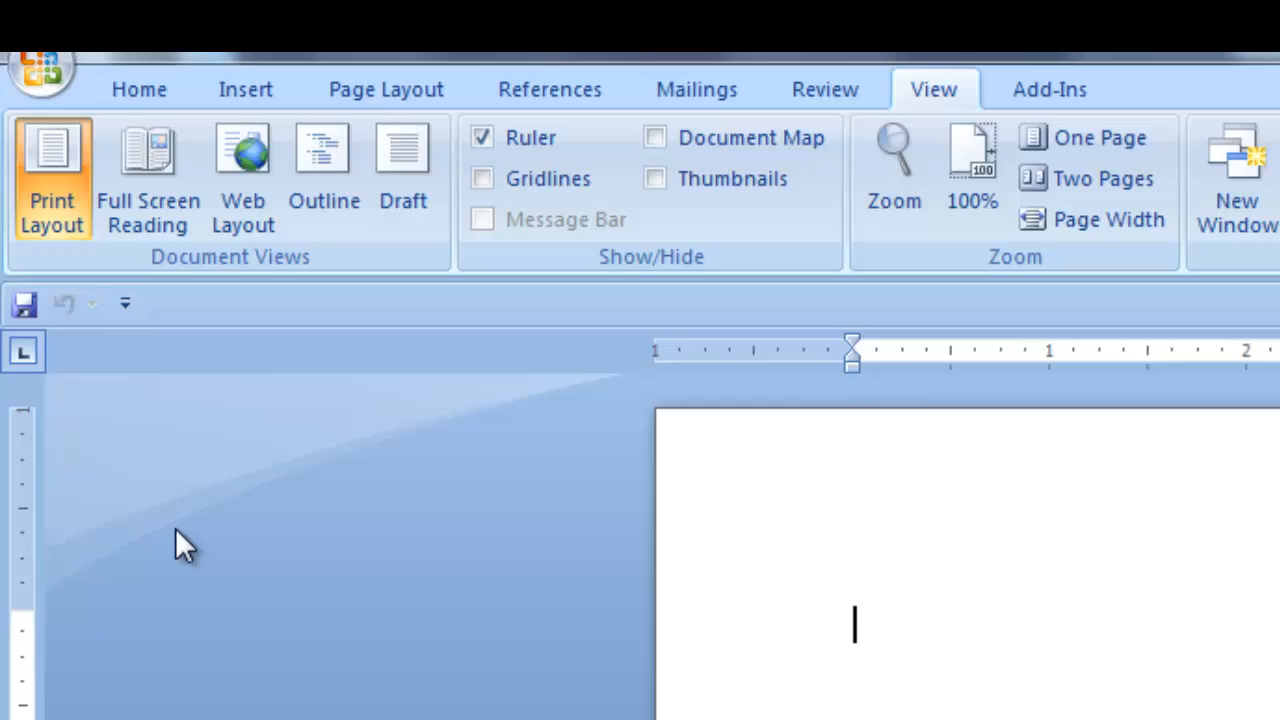 Home Insert Page Layout References Mailings Review View Add-Ins
Print Layout
Full Screen Reading
Web Layout
Outline
Draft
Document Views
Ruler
Gridlines
Message Bar
Document Map
Thumbnails
Show/Hide
Zoom
100
100%
One Page
Two Pages
Page Width
Zoom
New Window
L
1 1 2
1